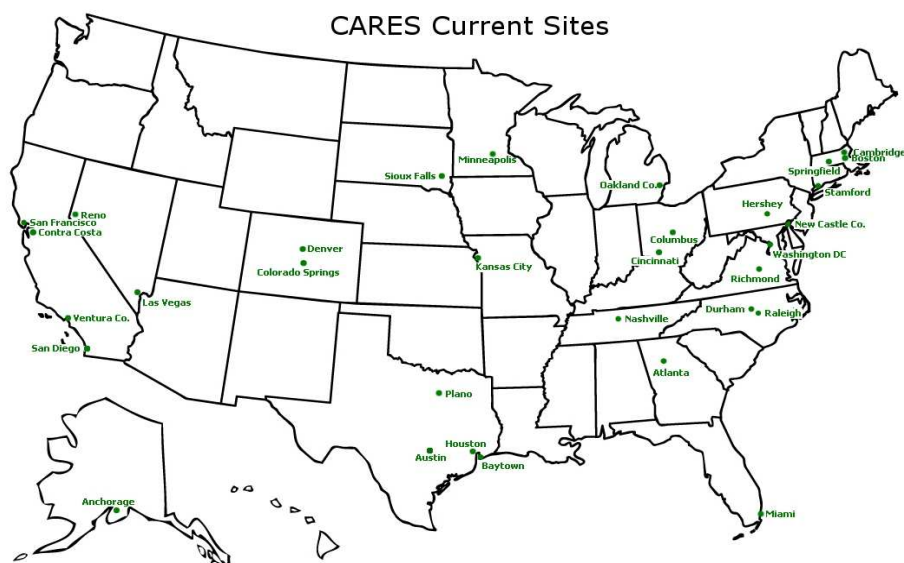 CARES Current Sites
Cambridge
Boston
Minneapolis
Springfield
Sioux Falls
Oakland Co.
Stamford
Hershey
Reno
San Francisco
New Castle Co.
Contra Costa
Columbus
Denver
Washington DC
Cincinnati
Kansas City
Colorado Springs
Richmond
Las Vegas
Durham
Raleigh
Ventura Co.
Nashville
San Diego
Atlanta
Plano
Houston
Austin
Baytown
Anchorage
Miami